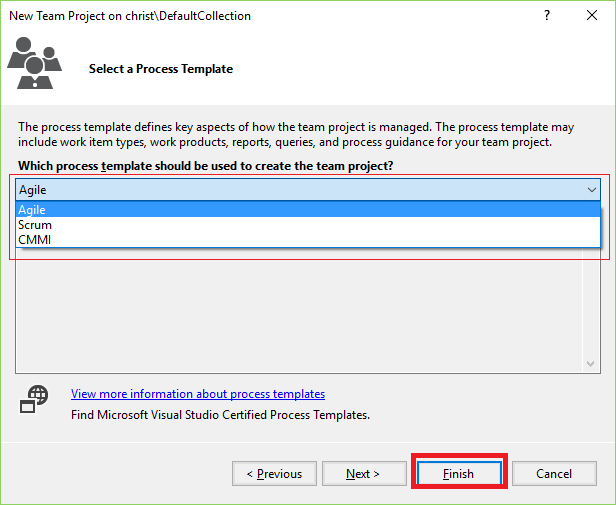 New Team Project on christ\DefaultCollection
?
Select a Process Template
The process template defines key aspects of how the team project is managed. The process template may
include work item types, work products, reports, queries, and process guidance for your team project.
Which process template should be used to create the team project?
Agile
Agile
Scrum
CMMI
View more information about process templates
Find Microsoft Visual Studio Certified Process Templates.
< Previous
Next >
Finish
Cancel